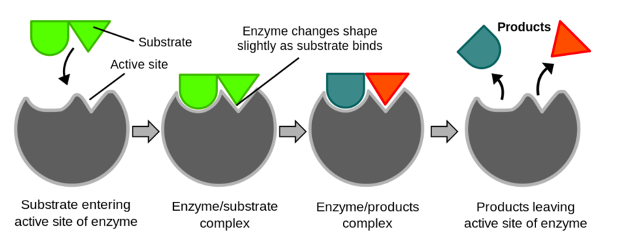 Substrate
Active site
Enzyme changes shape
slightly as substrate binds
Products
Substrate entering
active site of enzyme
Enzyme/substrate
complex
Enzyme/products
complex
Products leaving
active site of enzyme